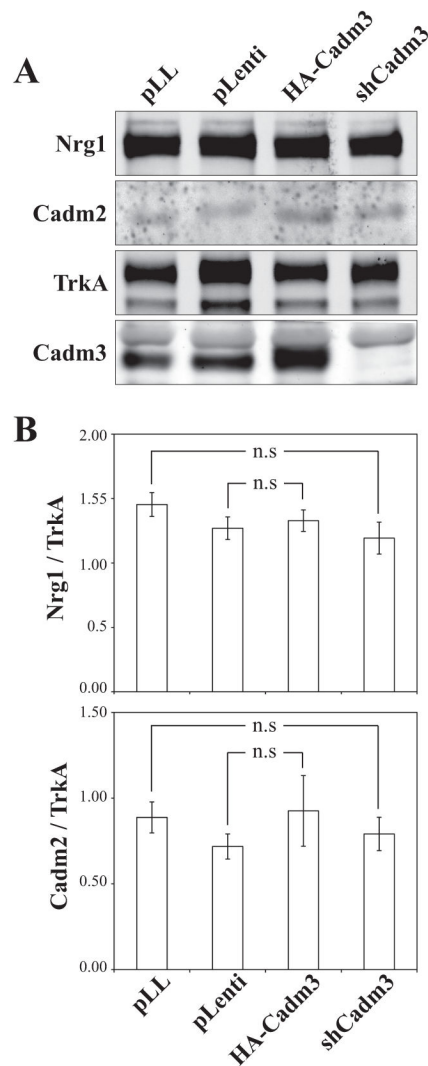 A
pLL pLenti HA-Cadm3 shCadm3
Nrg1
Cadm2
TrkA
Cadm3
B
2.00
n.s
n.s
1.55
1.00
0.5
0.00
Nrg1 / TrkA
1.50
n.s
n.s
1.00
0.50
0.00
Cadm2 / TrkA
pLL pLenti HA-Cadm3 shCadm3